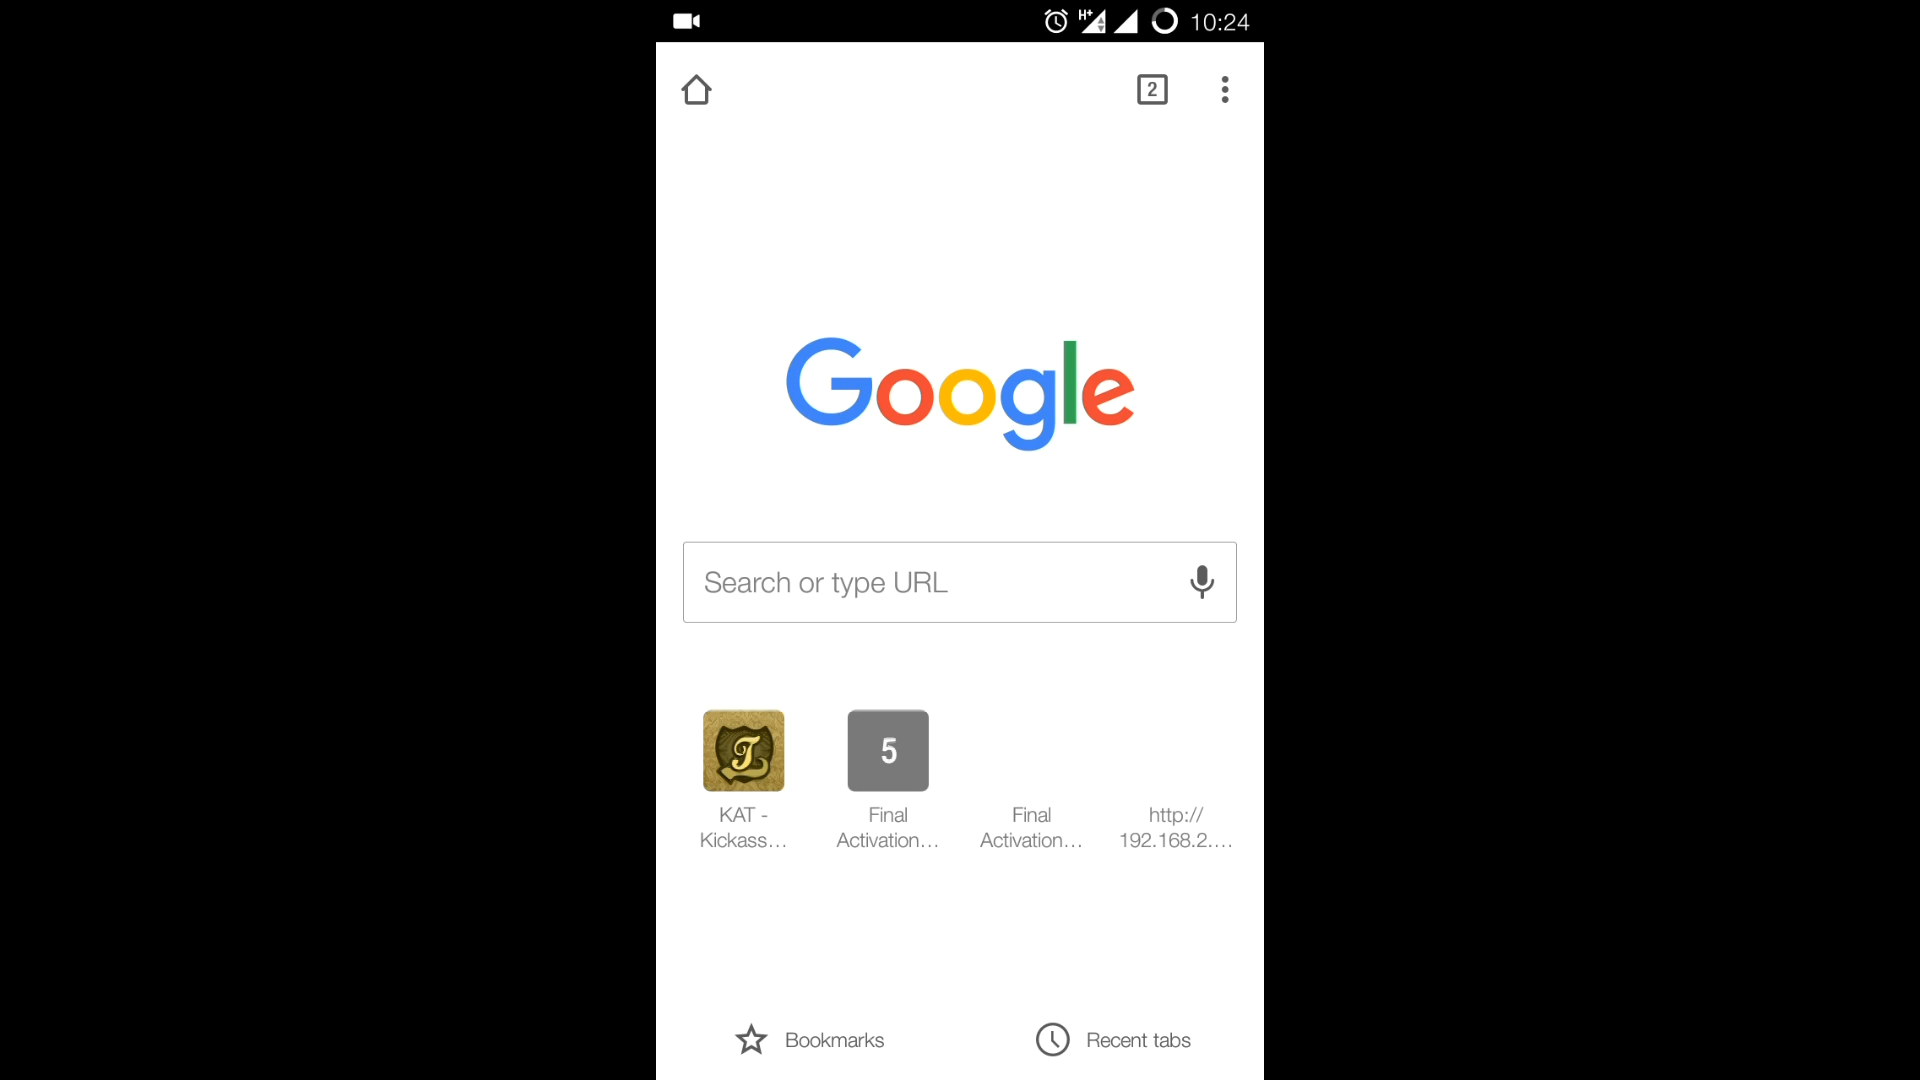 H+ 10:24
2
Google
Search or type URL
5
KAT -
Kickass...
Final
Activation...
Final
Activation...
http://
192.168.2....
Bookmarks
Recent tabs